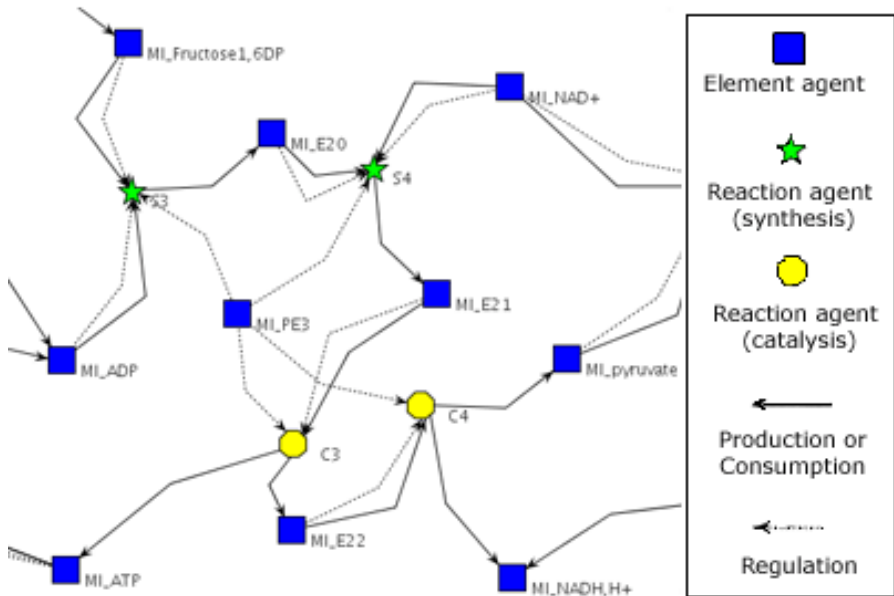 MI_Fructose1,6DP
MI_NAD+
MI_E20
S4
S3
MI_E21
MI_PE3
MI_ADP
MI_pyruvate
C4
C3
MI_E22
MI_ATP
MI_NADH,H+
Element agent
Reaction agent
(synthesis)
Reaction agent
(catalysis)
Production or
Consumption
Regulation